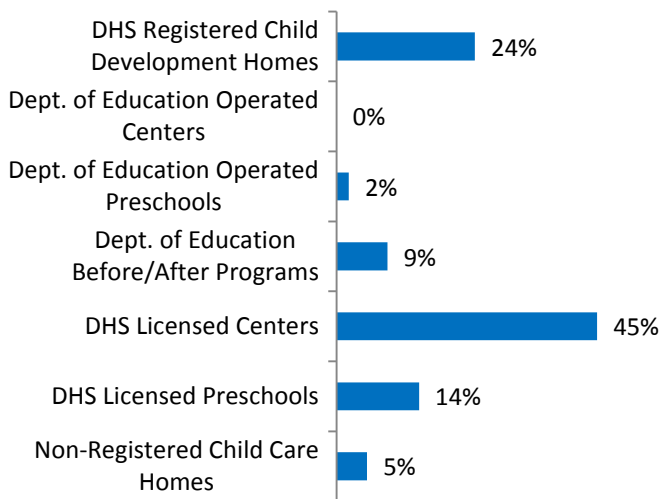 DHS Registered Child
Development Homes
24%
Dept. of Education Operated
Centers
0%
Dept. of Education Operated
Preschools
2%
Dept. of Education
Before/After Programs
9%
DHS Licensed Centers
45%
DHS Licensed Preschools
14%
Non-Registered Child Care
Homes
5%